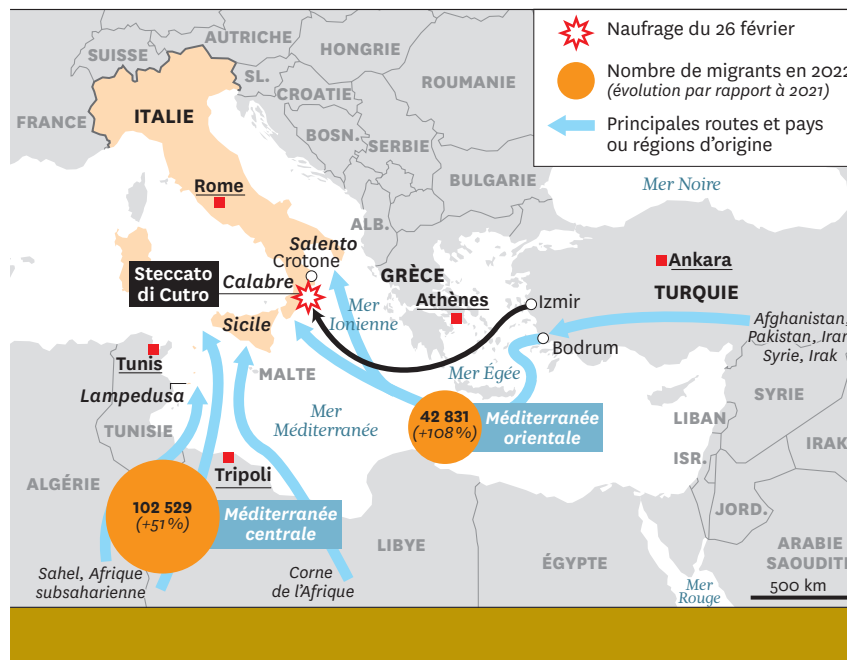 Naufrage du 26 février
Nombre de migrants en 2022
(évolution par rapport à 2021)
Principales routes et pays
ou régions d'origine
AUTRICHE
SUISSE
HONGRIE
SL.
ROUMANIE
CROATIE
FRANCE
ITALIE
BOSN.
SERBIE
BULGARIE
Mer Noire
Rome
ALB.
Salento
Crotone
Steccato
di Cutro
Calabre
GRÈCE
Ankara
Athènes
Izmir
TURQUIE
Mer
Ionienne
Sicile
Afghanistan,
Pakistan, Iran
Syrie, Irak
Bodrum
Tunis
Mer Égée
MALTE
Lampedusa
SYRIE
Mer
Méditerranée
42 831
(+108 %)
Méditerranée
orientale
LIBAN
TUNISIE
IRAK
ISR.
Tripoli
ALGÉRIE
102 529
(+51 %)
Méditerranée
centrale
JORD.
LIBYE
ÉGYPTE
ARABIE
SAOUDIT
Sahel, Afrique
subsaharienne
Corne
de l'Afrique
Mer
Rouge
500 km